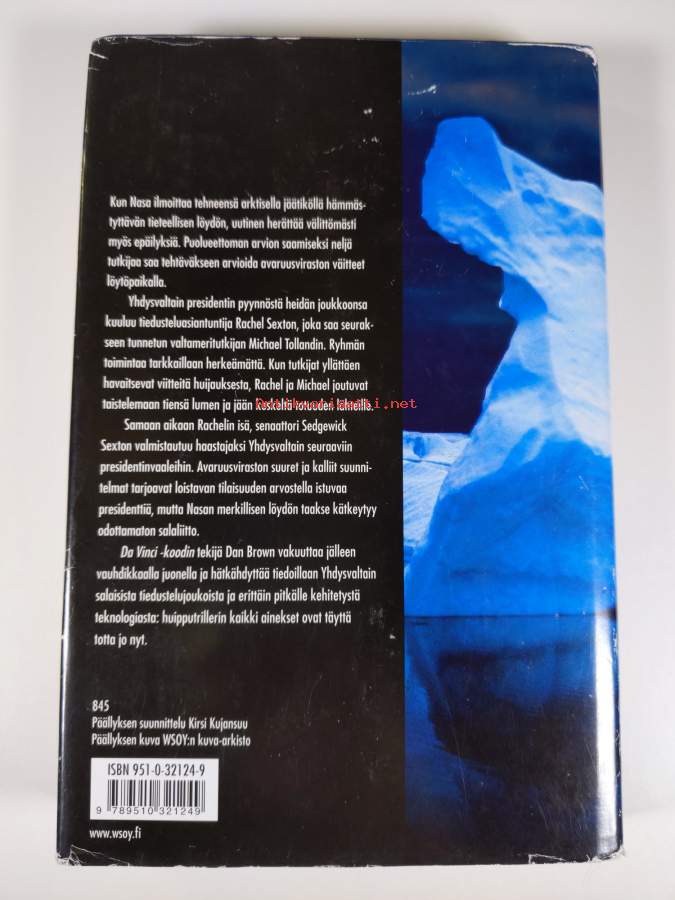 Kun Nasa ilmoittaa tehneensä arktisella jäätiköllä hämmäs-
tyttävän tieteellisen löydön, uutinen herättää välittömästi
myös epäilyksiä. Puolueettoman arvion saamiseksi neljä
tutkijaa saa tehtäväkseen arvioida avaruusviraston väitteet
löytöpaikalla.
Yhdysvaltain presidentin pyynnöstä heidän joukkoonsa
kuuluu tiedusteluasiantuntija Rachel Sexton, joka saa seurak-
seen tunnetun valtameritutkijan Michael Tollandin. Ryhmän
toimintaa tarkkaillaan herkeämättä. Kun tutkijat yllättäen
havaitsevat viitteitä huijauksesta, Rachel ja Michael joutuvat
taistelemaan tiensä lumen ja jään keskeltä totuuden lähteille.
Antikvariaatti.net
Samaan aikaan Rachelin isä, senaattori Sedgewick
Sexton valmistautuu haastajaksi Yhdysvaltain seuraaviin
presidentinvaaleihin. Avaruusviraston suuret ja kalliit suunni-
telmat tarjoavat loistavan tilaisuuden arvostella istuvaa
presidenttiä, mutta Nasan merkillisen löydön taakse kätkeytyy
odottamaton salaliitto.
Da Vinci -koodin tekijä Dan Brown vakuuttaa jälleen
vauhdikkaalla juonella ja hätkähdyttää tiedoillaan Yhdysvaltain
salaisista tiedustelujoukoista ja erittäin pitkälle kehitetystä
teknologiasta: huipputrillerin kaikki ainekset ovat täyttä
totta jo nyt.
845
Päällyksen suunnittelu Kirsi Kujansuu
Päällyksen kuva WSOY:n kuva-arkisto
ISBN 951-0-32124-9
9 789510 321249
www.wsoy.fi